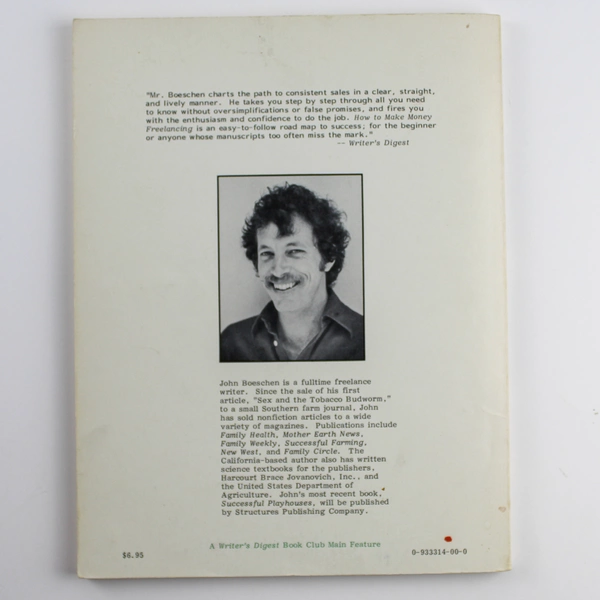 "Mr. Boeschen charts the path to consistent sales in a clear, straight,
and lively manner. He takes you step by step through all you need
to know without oversimplifications or false promises, and fires you
with the enthusiasm and confidence to do the job. How to Make Money
Freelancing is an easy-to-follow road map to success; for the beginner
or anyone whose manuscripts too often miss the mark."
-- Writer's Digest
John Boeschen is a fulltime freelance
writer. Since the sale of his first
article, "Sex and the Tobacco Budworm,"
to a small Southern farm journal, John
has sold nonfiction articles to a wide
variety of magazines. Publications include
Family Health, Mother Earth News,
Family Weekly, Successful Farming,
New West, and Family Circle. The
California-based author also has written
science textbooks for the publishers,
Harcourt Brace Jovanovich, Inc., and
the United States Department of
Agriculture. John's most recent book,
Successful Playhouses, will be published
by Structures Publishing Company.
A Writer's Digest Book Club Main Feature
$6.95
0-933314-00-0